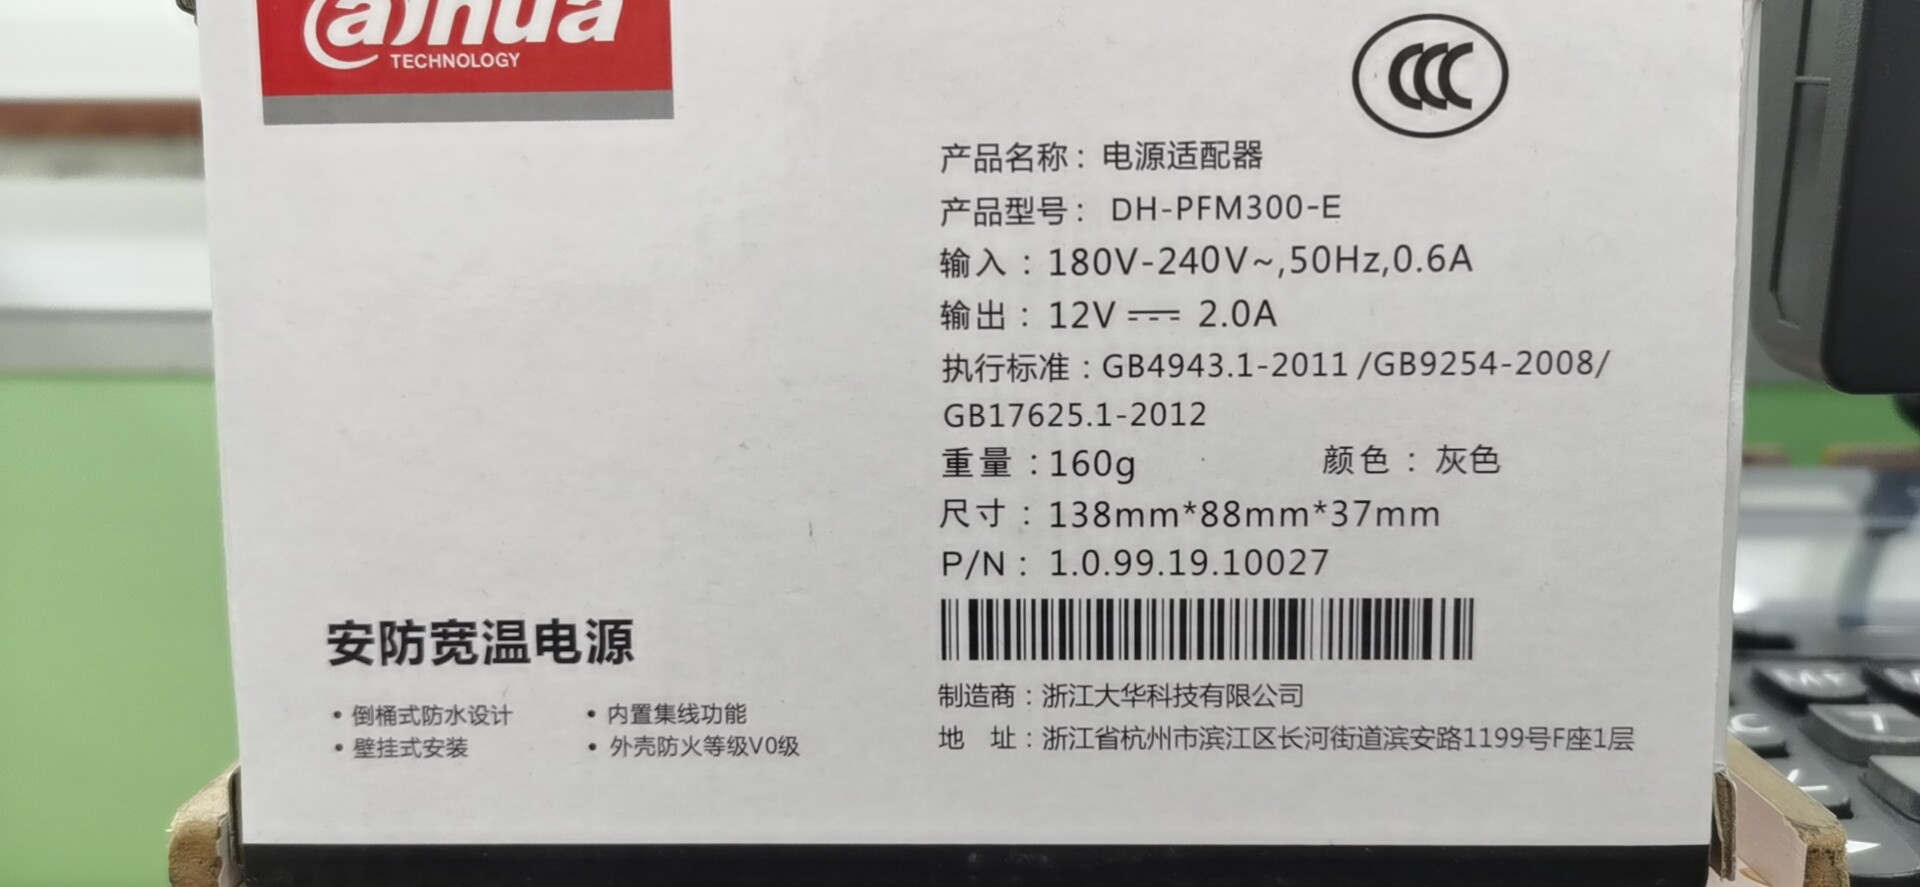 alhua
TECHNOLOGY
CCC
产品名称：电源适配器
产品型号：DH-PFM300-E
输入：180V-240V~,50Hz,0.6A
输出：12V ⎓ 2.0A
执行标准：GB4943.1-2011/GB9254-2008/
GB17625.1-2012
重量：160g 颜色：灰色
尺寸：138mm*88mm*37mm
P/N：1.0.99.19.10027
安防宽温电源
• 倒桶式防水设计 • 内置集线功能
• 壁挂式安装 • 外壳防火等级V0级
制造商：浙江大华科技有限公司
地 址：浙江省杭州市滨江区长河街道滨安路1199号F座1层